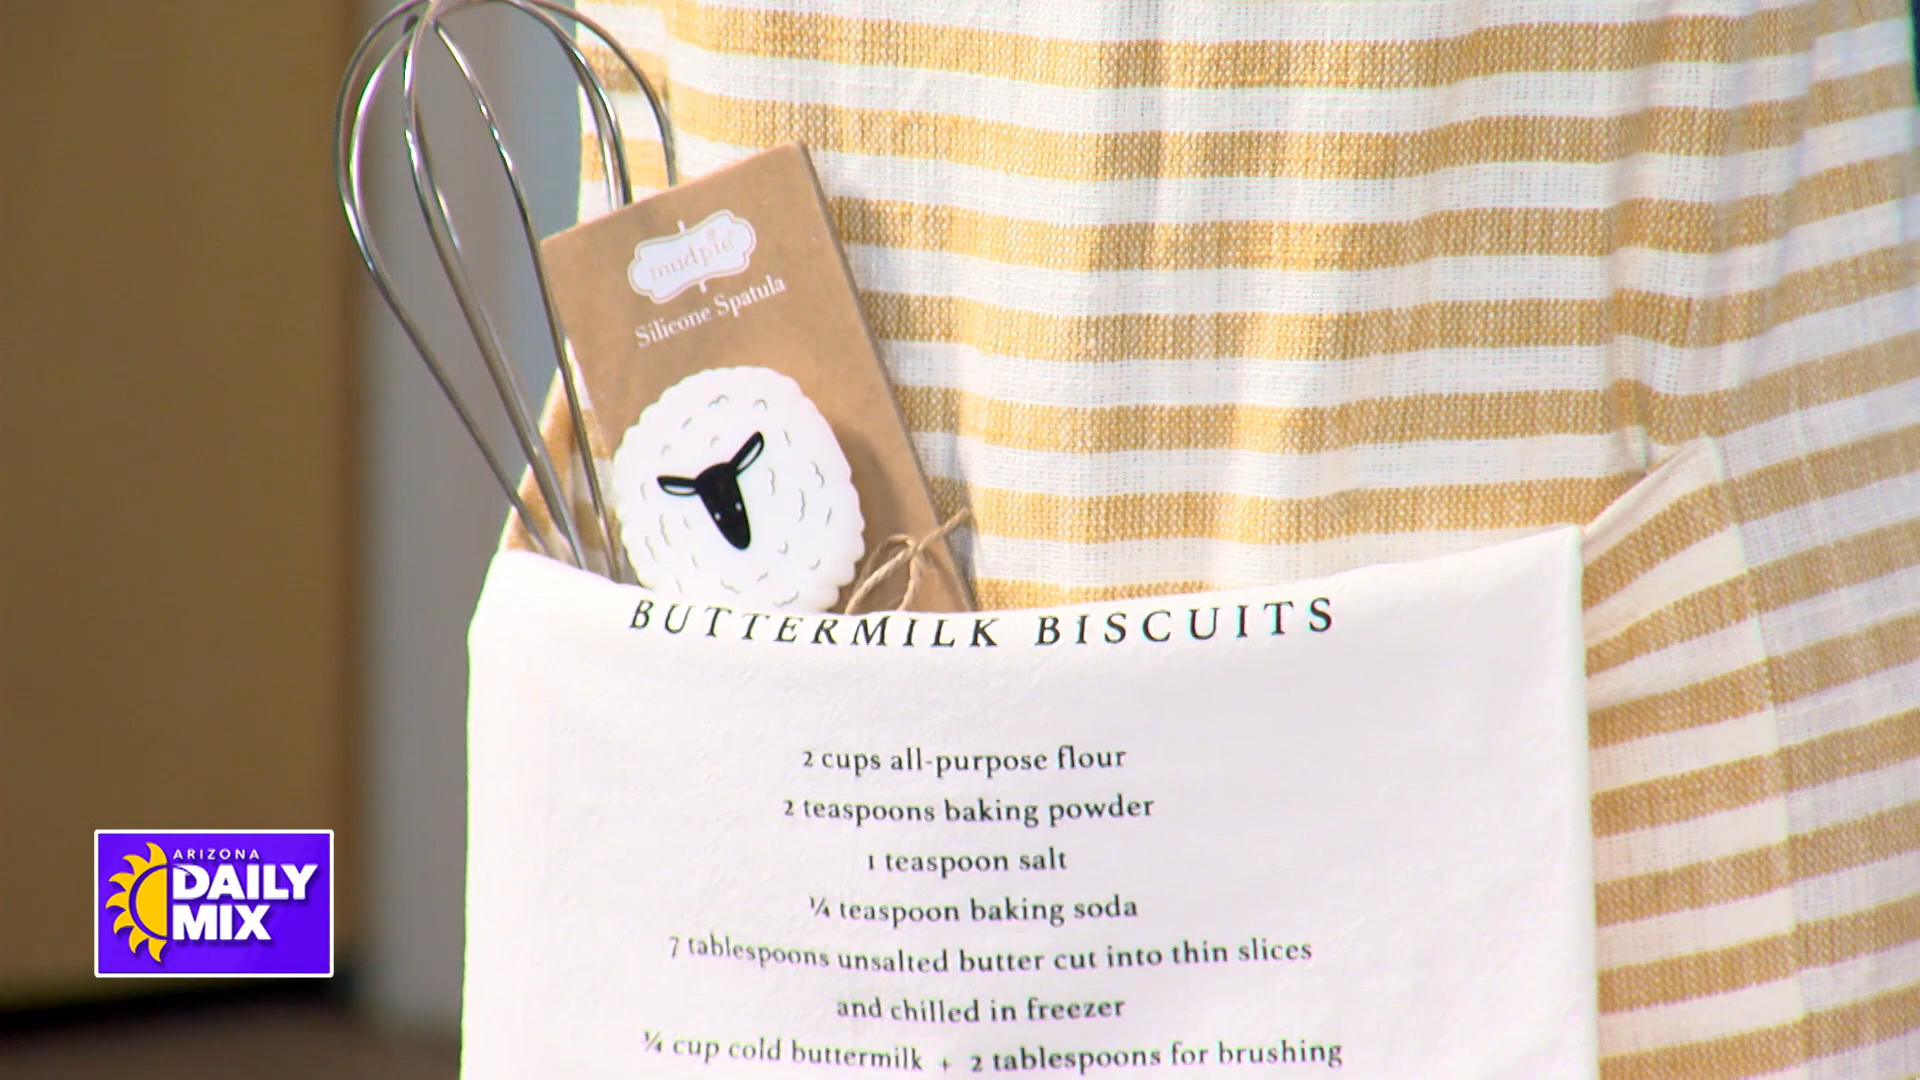 mudpie
Silicone Spatula
BUTTERMILK BISCUITS
2 cups all-purpose flour
2 teaspoons baking powder
1 teaspoon salt
¼ teaspoon baking soda
7 tablespoons unsalted butter cut into thin slices
and chilled in freezer
¾ cup cold buttermilk + 2 tablespoons for brushing
ARIZONA
DAILY
MIX